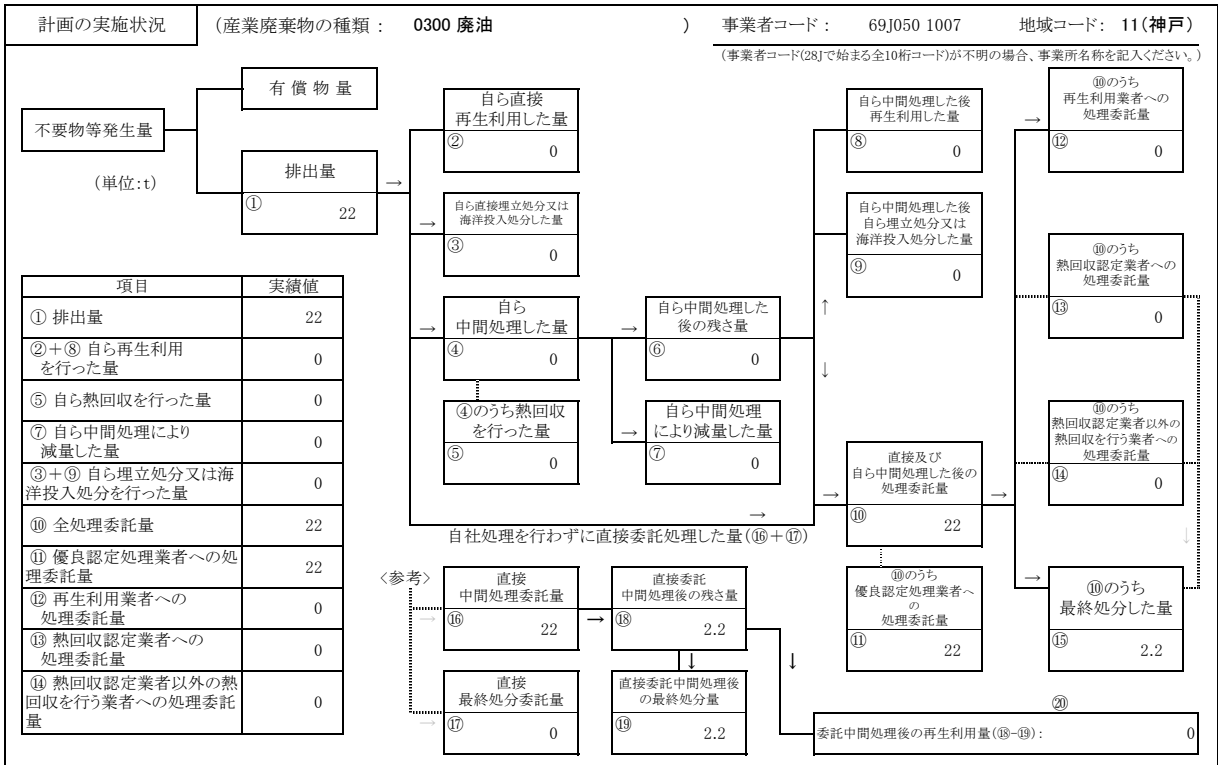 計画の実施状況
(産業廃棄物の種類： 0300 廃油 )
事業者コード： 69J050 1007 地域コード： 11(神戸)
(事業者コード(28Jで始まる全10桁コード)が不明の場合、事業所名称を記入ください。)
不要物等発生量
(単位:t)
有償物量
排出量
→
① 22
自ら直接
再生利用した量
② 0
→
自ら直接埋立処分又は
海洋投入処分した量
③ 0
→
自ら
中間処理した量
④ 0
④のうち熱回収
を行った量
⑤ 0
→
自ら中間処理した
後の残さ量
⑥ 0
→
自ら中間処理
により減量した量
⑦ 0
自ら中間処理した後
再生利用した量
⑧ 0
自ら中間処理した後
自ら埋立処分又は
海洋投入処分した量
⑨ 0
↑
↓
→
直接及び
自ら中間処理した後の
処理委託量
⑩ 22
→
⑩のうち
優良認定処理業者へ
の
処理委託量
⑪ 22
→
⑩のうち
再生利用業者への
処理委託量
⑫ 0
⑩のうち
熱回収認定業者への
処理委託量
⑬ 0
⑩のうち
熱回収認定業者以外の
熱回収を行う業者への
処理委託量
⑭ 0
↓
→
⑩のうち
最終処分した量
⑮ 2.2
→
自社処理を行わずに直接委託処理した量(⑯＋⑰)
〈参考〉
→
直接
中間処理委託量
⑯ 22
→
直接委託
中間処理後の残さ量
⑱ 2.2
→
直接
最終処分委託量
⑰ 0
↓
直接委託中間処理後
の最終処分量
⑲ 2.2
↓
⑳
委託中間処理後の再生利用量(⑱-⑲)： 0
項目 実績値
① 排出量 22
②＋⑧ 自ら再生利用
を行った量 0
⑤ 自ら熱回収を行った量 0
⑦ 自ら中間処理により
減量した量 0
③＋⑨ 自ら埋立処分又は海
洋投入処分を行った量 0
⑩ 全処理委託量 22
⑪ 優良認定処理業者への処
理委託量 22
⑫ 再生利用業者への
処理委託量 0
⑬ 熱回収認定業者への
処理委託量 0
⑭ 熱回収認定業者以外の熱
回収を行う業者への処理委託
量 0